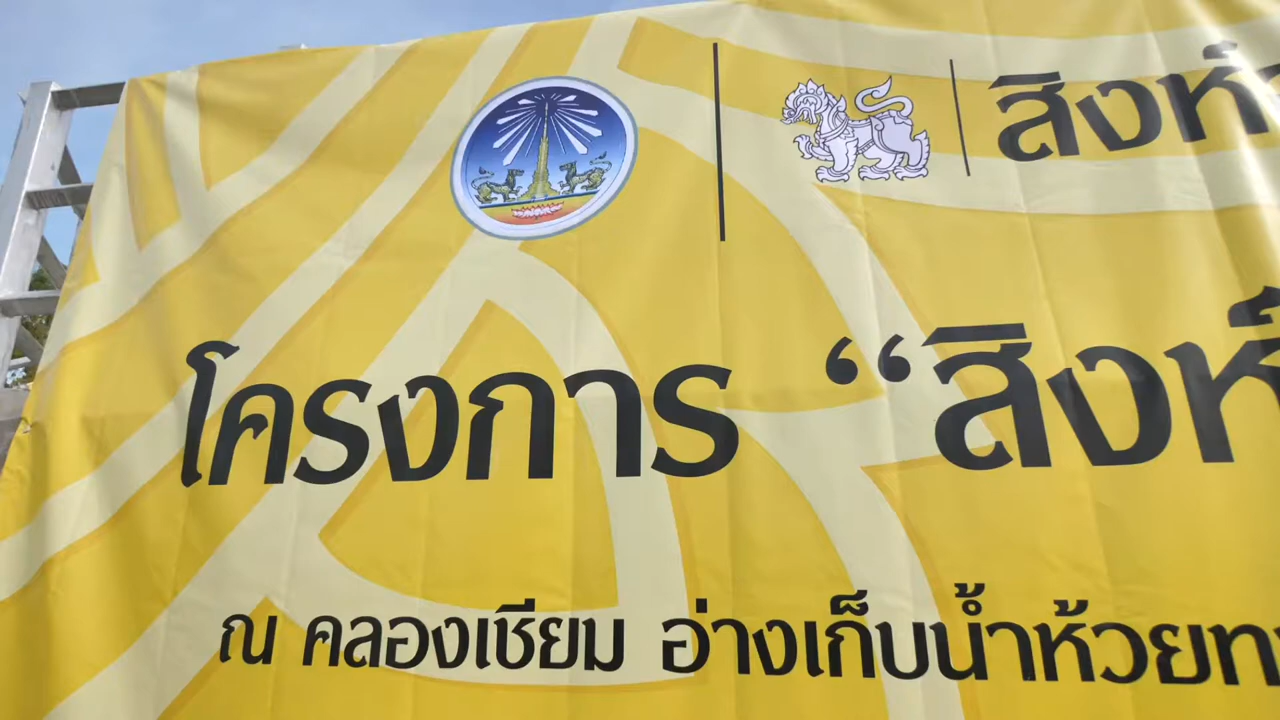 สิงห์
โครงการ “สิงห์
ณ คลองเชียม อ่างเก็บน้ำห้วยท